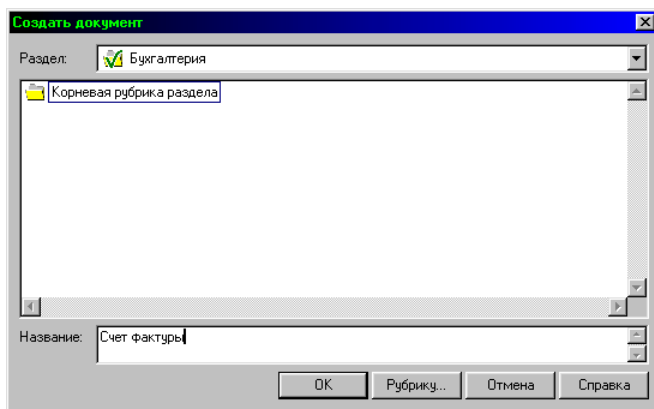 Создать документ
Раздел: Бухгалтерия
Корневая рубрика раздела
Название: Счет фактуры
OK Рубрику... Отмена Справка